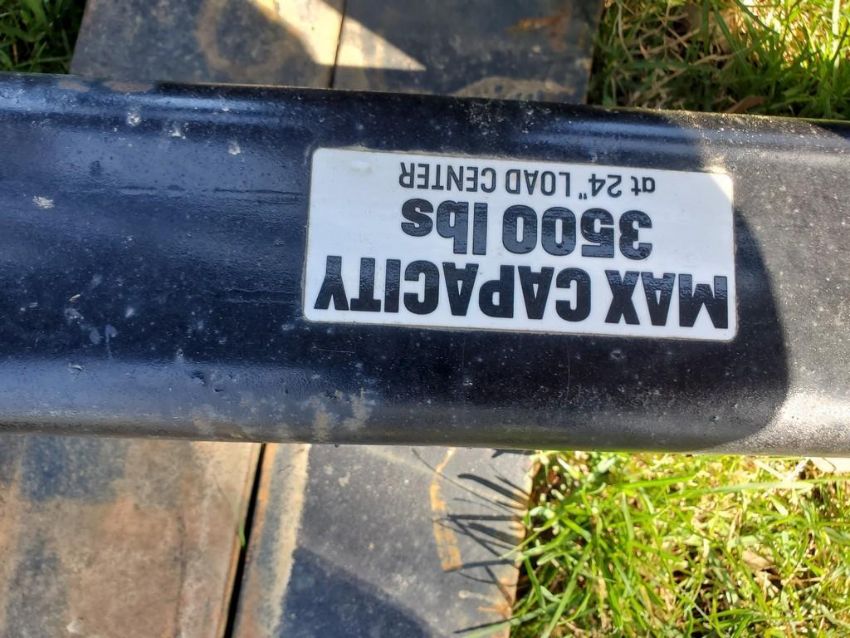 MAX CAPACITY
3500 lbs
at 24" LOAD CENTER